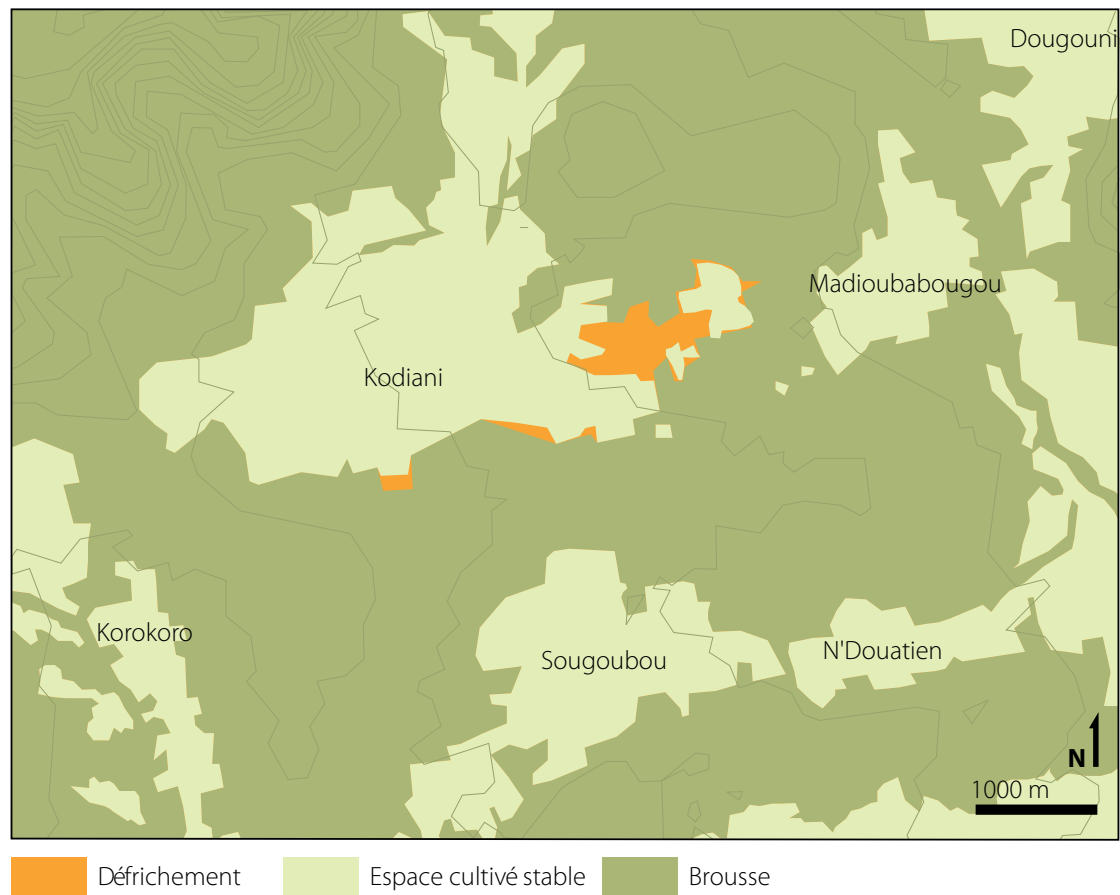 Dougouni
Madioubabougou
Kodiani
Korokoro
Sougoubou
N'Douatien
N
1000 m
Défrichement
Espace cultivé stable
Brousse